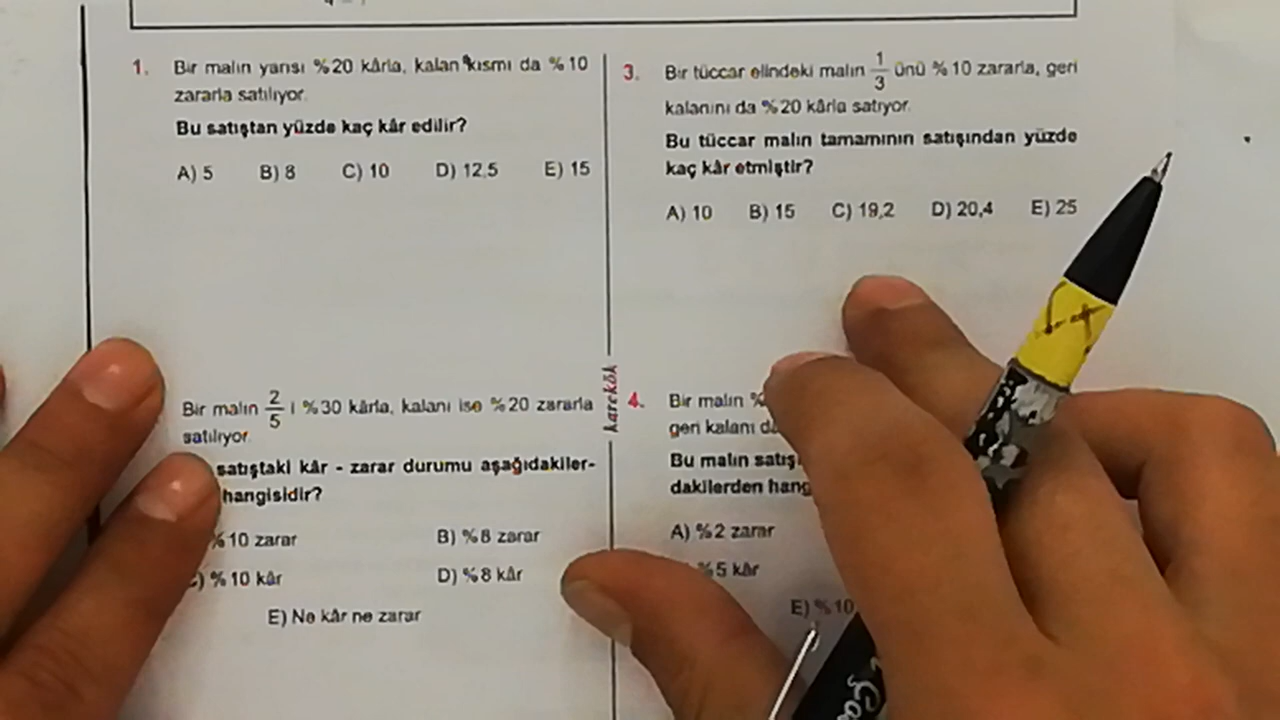 1. Bir malın yarısı %20 kârla, kalan kısmı da %10
zararla satılıyor.
Bu satıştan yüzde kaç kâr edilir?
A) 5 B) 8 C) 10 D) 12,5 E) 15
Bir malın 2/5 i %30 kârla, kalanı ise %20 zararla
satılıyor.
satıştaki kâr - zarar durumu aşağıdakiler-
hangisidir?
%10 zarar B) %8 zarar
) %10 kâr D) %8 kâr
E) Ne kâr ne zarar
karekök
3. Bir tüccar elindeki malın 1/3 ünü %10 zararla, geri
kalanını da %20 kârla satıyor.
Bu tüccar malın tamamının satışından yüzde
kaç kâr etmiştir?
A) 10 B) 15 C) 19,2 D) 20,4 E) 25
4. Bir malın %
geri kalanı
Bu malın
dakilerden
A) %2 zarar
%5 kâr
E) %10